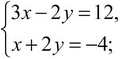 3x − 2y = 12,
x + 2y = −4;